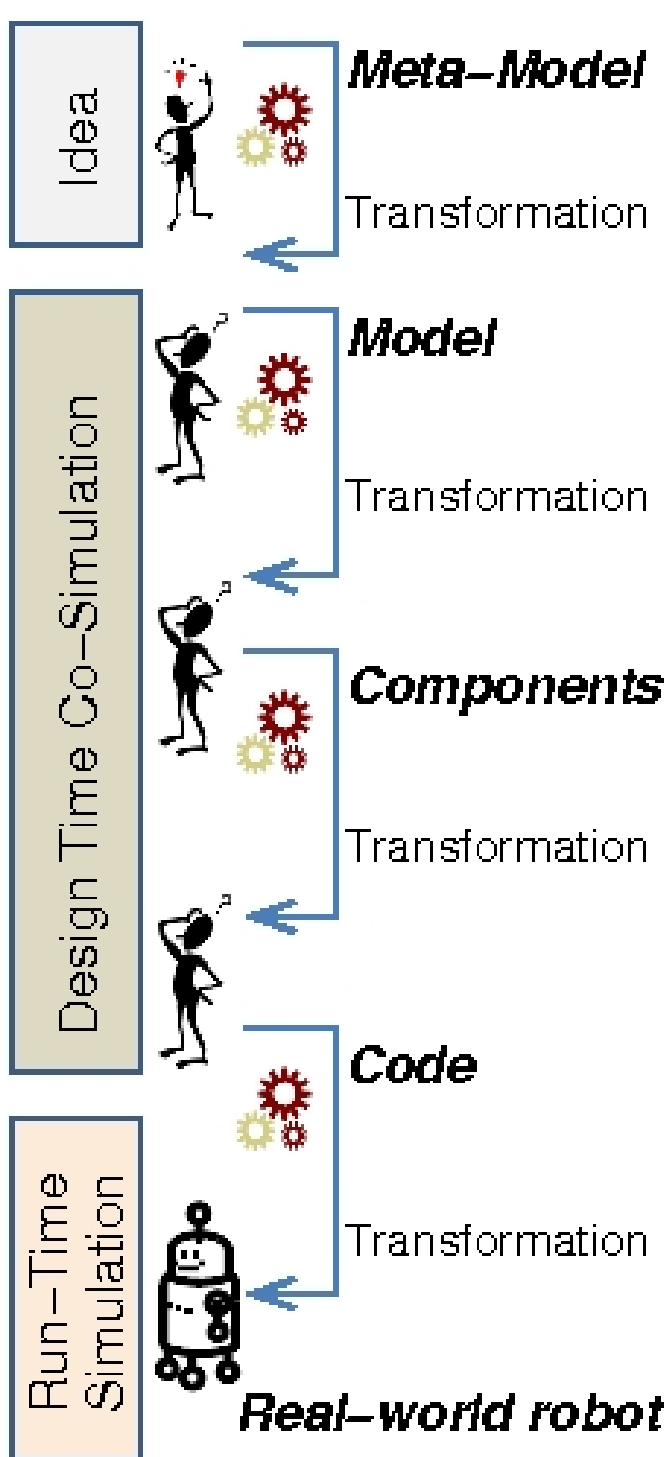 Idea
Meta-Model
Transformation
Design Time Co-Simulation
Model
Transformation
Components
Transformation
Code
Transformation
Run-Time
Simulation
Real-world robot